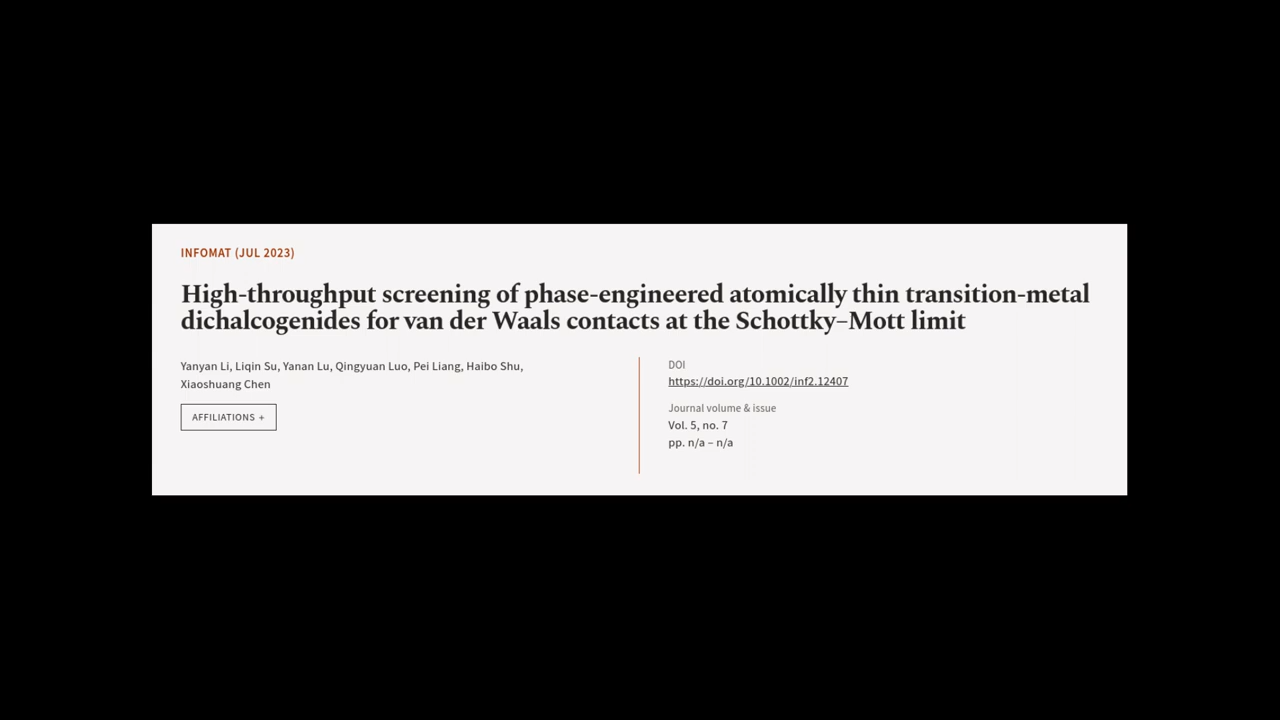 INFOMAT (JUL 2023)
High-throughput screening of phase-engineered atomically thin transition-metal
dichalcogenides for van der Waals contacts at the Schottky–Mott limit
Yanyan Li, Liqin Su, Yanan Lu, Qingyuan Luo, Pei Liang, Haibo Shu,
Xiaoshuang Chen
AFFILIATIONS +
DOI
https://doi.org/10.1002/inf2.12407
Journal volume & issue
Vol. 5, no. 7
pp. n/a – n/a